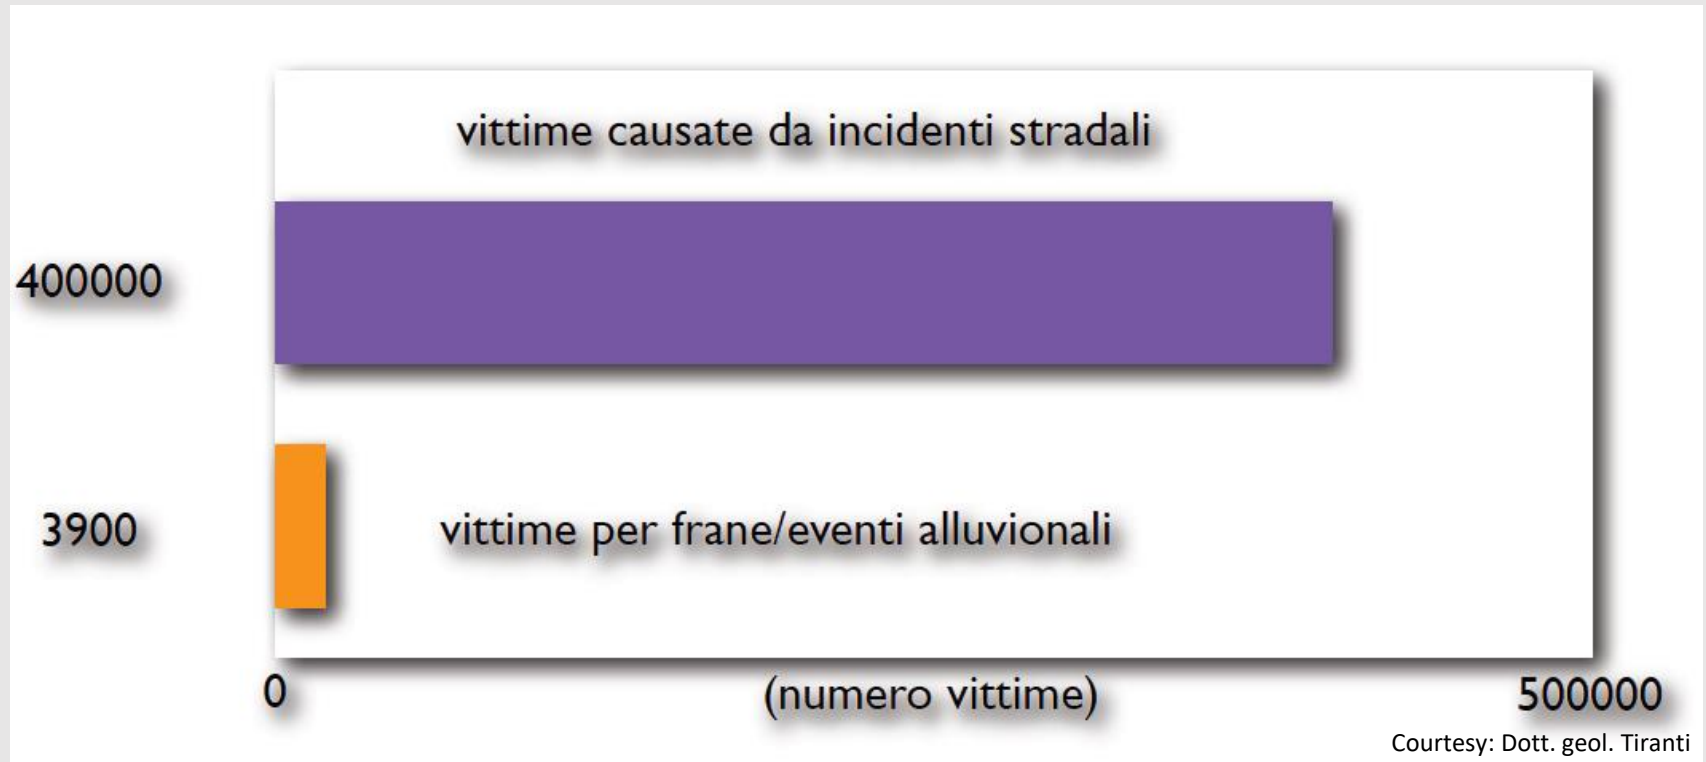 vittime causate da incidenti stradali
400000
3900
vittime per frane/eventi alluvionali
0
(numero vittime)
500000
Courtesy: Dott. geol. Tiranti